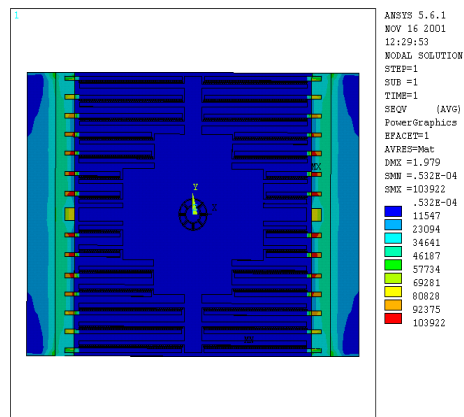 1
ANSYS 5.6.1
NOV 16 2001
12:29:53
NODAL SOLUTION
STEP=1
SUB =1
TIME=1
SEQV (AVG)
PowerGraphics
EFACET=1
AVRES=Mat
DMX =1.979
SMN =.532E-04
SMX =103922
.532E-04
11547
23094
34641
46187
57734
69281
80828
92375
103922
MX
Y